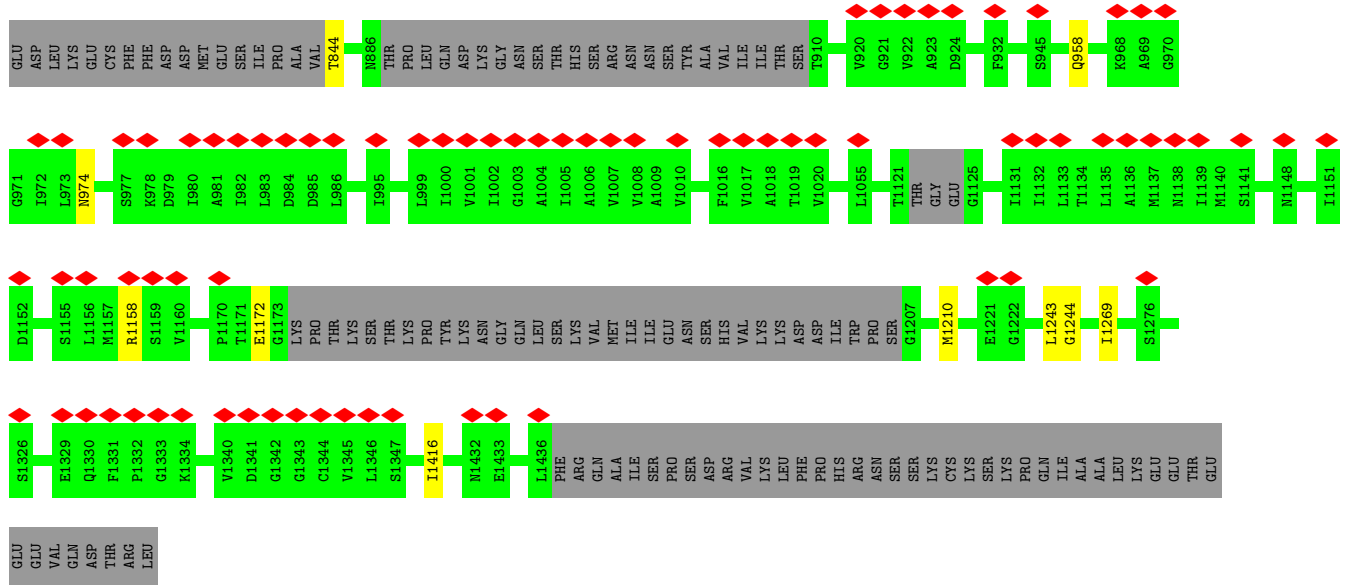 GLU ASP LEU LYS GLU CYS PHE PHE ASP ASP MET GLU SER ILE PRO ALA VAL T844 N886 THR PRO LEU GLN ASP LYS GLY ASN SER THR HIS SER ARG ASN ASN SER TYR ALA VAL ILE ILE THR SER T910 V920 G921 V922 A923 D924 F932 S945 Q958 K968 A969 G970
G971 I972 L973 N974 S977 K978 D979 I980 A981 I982 L983 D984 D985 L986 I995 L999 I1000 V1001 I1002 G1003 A1004 I1005 A1006 V1007 V1008 A1009 V1010 F1016 V1017 A1018 T1019 V1020 L1055 T1121 THR GLY GLU G1125 I1131 I1132 L1133 T1134 L1135 A1136 M1137 N1138 I1139 M1140 S1141 N1148 I1151
D1152 S1155 L1156 M1157 R1158 S1159 V1160 P1170 T1171 E1172 G1173 LYS PRO THR LYS SER THR LYS PRO TYR LYS ASN GLY GLN LEU SER LYS VAL MET ILE ILE GLU ASN SER HIS VAL LYS LYS ASP ASP ILE TRP PRO SER G1207 M1210 E1221 G1222 L1243 G1244 I1269 S1276
S1326 E1329 Q1330 F1331 P1332 G1333 K1334 V1340 D1341 G1342 G1343 C1344 V1345 L1346 S1347 I1416 N1432 E1433 L1436 PHE ARG GLN ALA ILE SER PRO SER ASP ARG VAL LYS LEU PHE PRO HIS ARG ASN SER SER LYS CYS LYS SER LYS PRO GLN ILE ALA ALA LEU LYS GLU GLU THR GLU
GLU GLU VAL GLN ASP THR ARG LEU